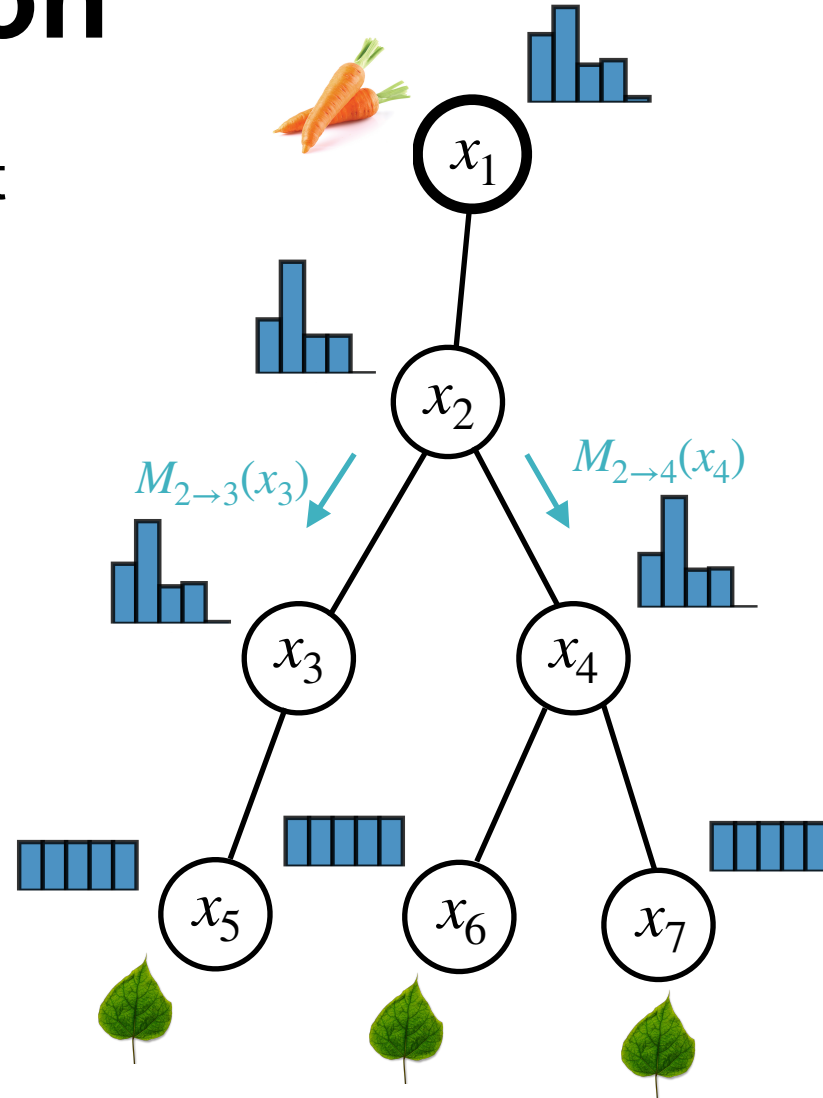 on
t
x₁
x₂
M₂→₃(x₃) M₂→₄(x₄)
x₃ x₄
x₅ x₆ x₇